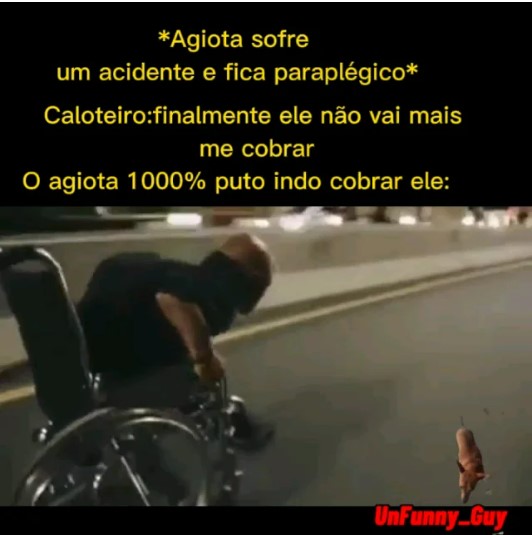 *Agiota sofre
um acidente e fica paraplégico*
Caloteiro:finalmente ele não vai mais
me cobrar
O agiota 1000% puto indo cobrar ele:
UnFunny_Guy